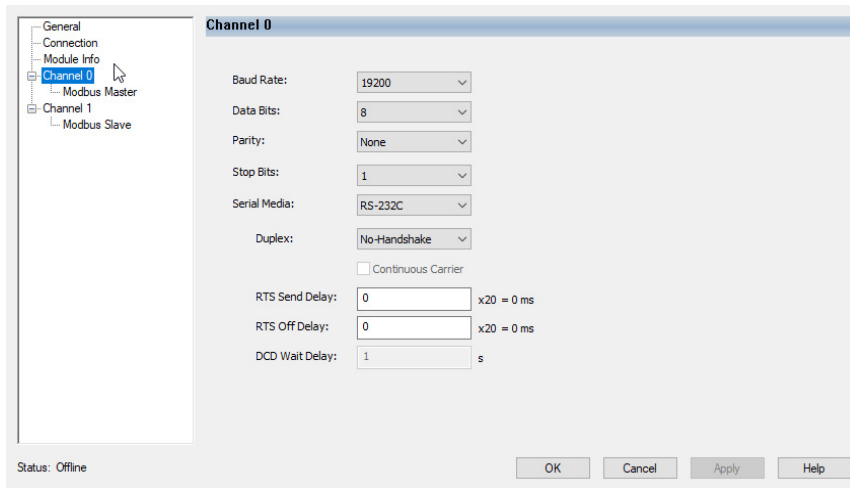 General
Connection
Module Info
Channel 0
Modbus Master
Channel 1
Modbus Slave
Channel 0
Baud Rate: 19200
Data Bits: 8
Parity: None
Stop Bits: 1
Serial Media: RS-232C
Duplex: No-Handshake
Continuous Carrier
RTS Send Delay: 0 x20 = 0 ms
RTS Off Delay: 0 x20 = 0 ms
DCD Wait Delay: 1 s
Status: Offline
OK Cancel Apply Help